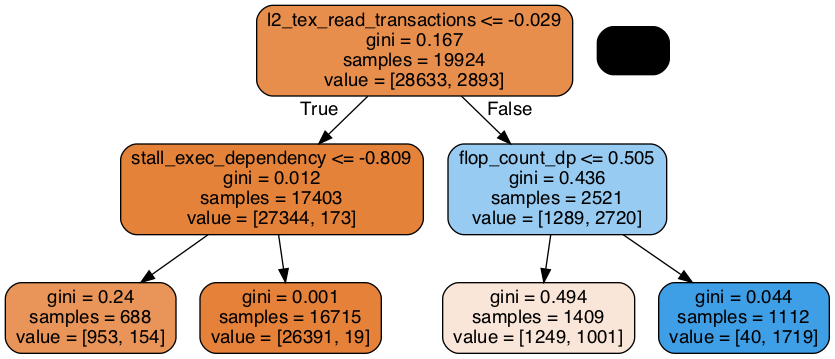 l2_tex_read_transactions <= -0.029
gini = 0.167
samples = 19924
value = [28633, 2893]
True
False
stall_exec_dependency <= -0.809
gini = 0.012
samples = 17403
value = [27344, 173]
flop_count_dp <= 0.505
gini = 0.436
samples = 2521
value = [1289, 2720]
gini = 0.24
samples = 688
value = [953, 154]
gini = 0.001
samples = 16715
value = [26391, 19]
gini = 0.494
samples = 1409
value = [1249, 1001]
gini = 0.044
samples = 1112
value = [40, 1719]